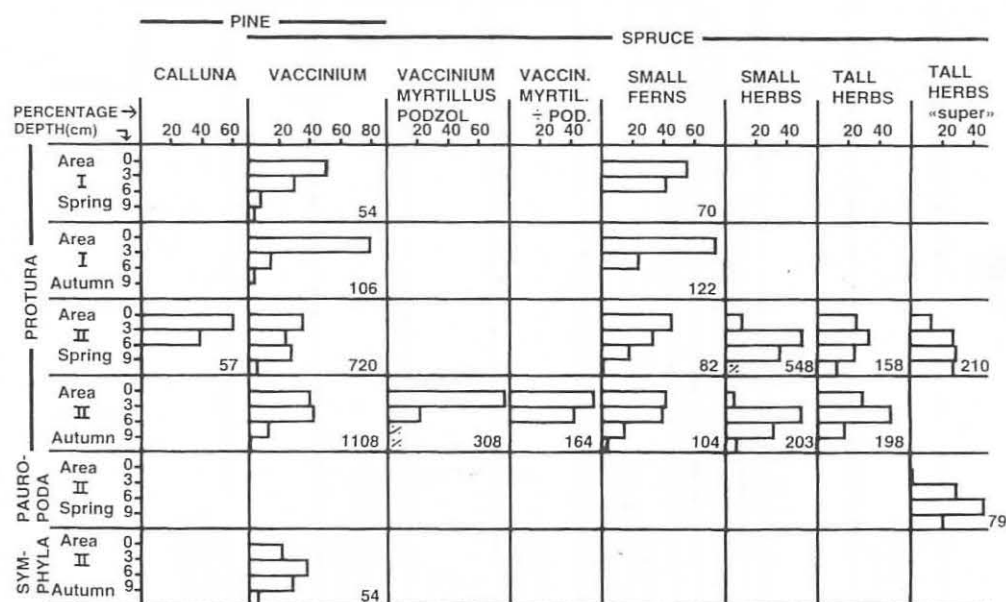 PINE
SPRUCE
CALLUNA VACCINIUM VACCINIUM MYRTILLUS PODZOL VACCIN. MYRTIL. ÷ POD. SMALL FERNS SMALL HERBS TALL HERBS TALL HERBS «super»
PERCENTAGE →
DEPTH(cm)
20 40 60 20 40 60 80 20 40 60 20 40 20 40 60 20 40 20 40 20 40
PROTURA
Area I Spring 0 3 6 9 54 70
Area I Autumn 0 3 6 9 106 122
Area II Spring 0 3 6 9 57 720 82 % 548 158 210
Area II Autumn 0 3 6 9 1108 % % 308 164 104 203 198
PAURO-PODA
Area II Spring 0 3 6 9 79
SYM-PHYLA
Area II Autumn 0 3 6 9 54